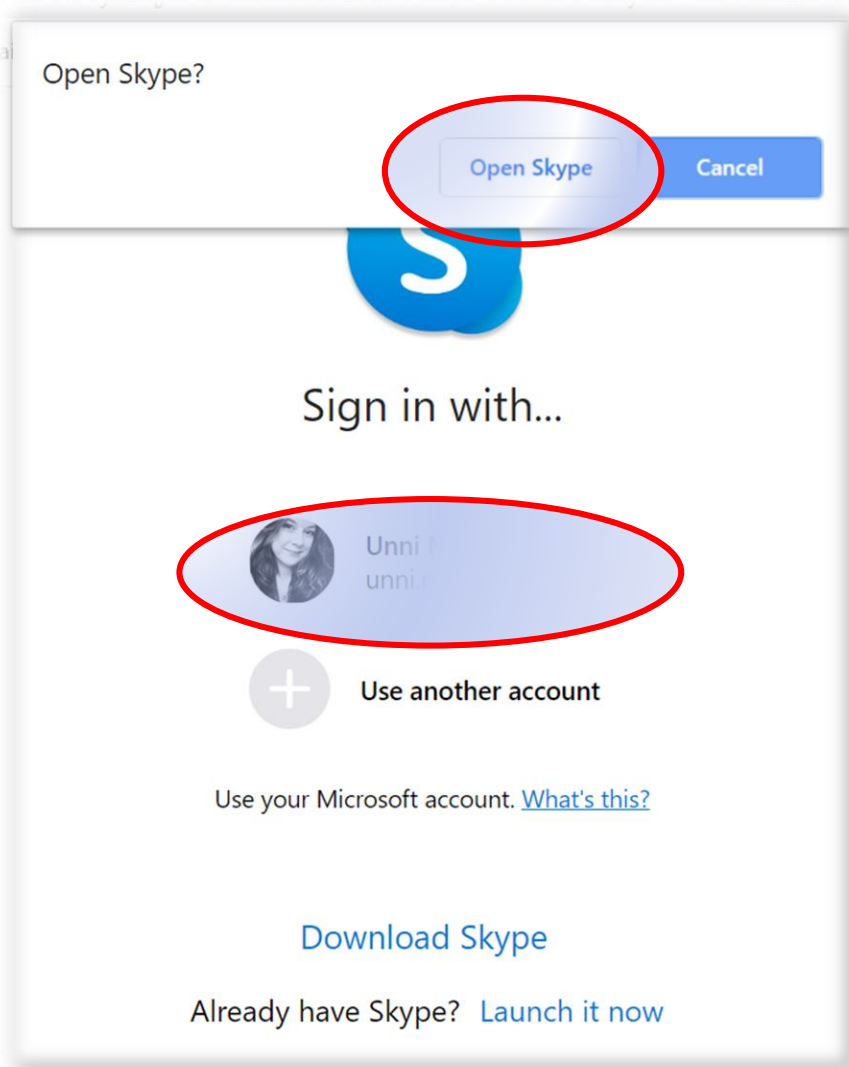 Open Skype?
Open Skype Cancel
S
Sign in with...
Unni
Use another account
Use your Microsoft account. What's this?
Download Skype
Already have Skype? Launch it now